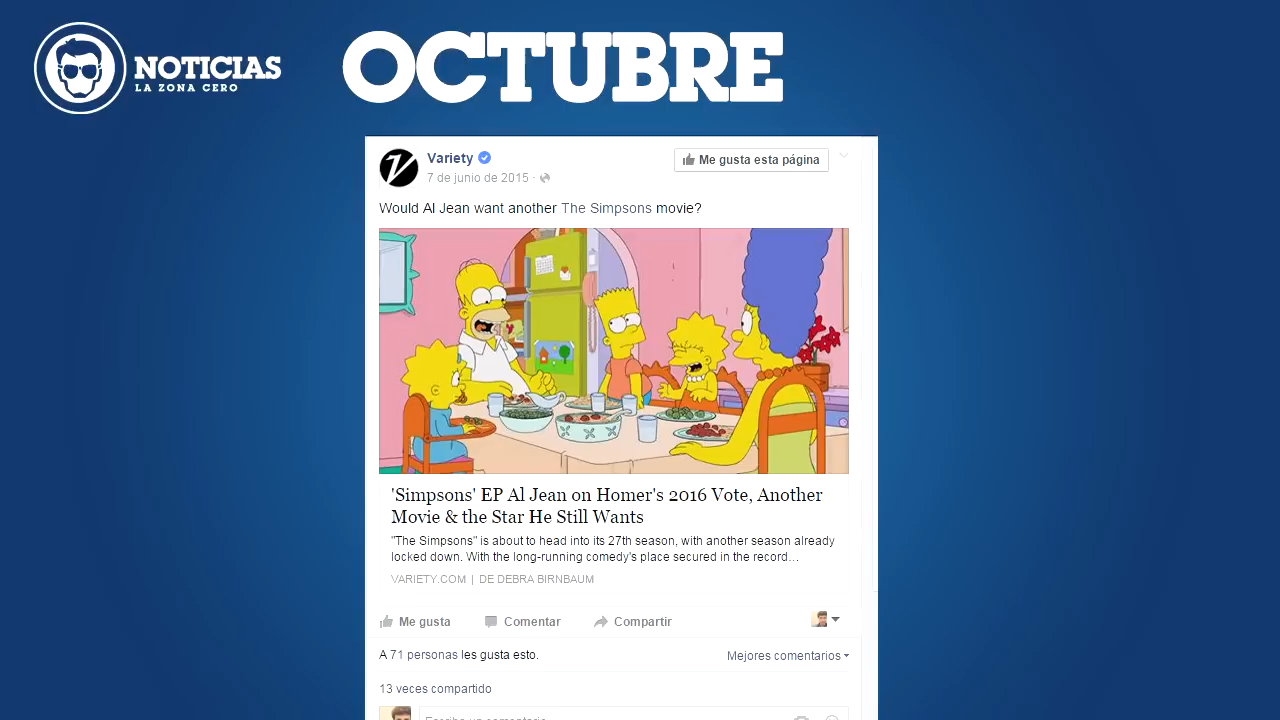 NOTICIAS
LA ZONA CERO
OCTUBRE
Variety
7 de junio de 2015 ·
Me gusta esta página
Would Al Jean want another The Simpsons movie?
'Simpsons' EP Al Jean on Homer's 2016 Vote, Another
Movie & the Star He Still Wants
"The Simpsons" is about to head into its 27th season, with another season already
locked down. With the long-running comedy's place secured in the record...
VARIETY.COM | DE DEBRA BIRNBAUM
Me gusta
Comentar
Compartir
A 71 personas les gusta esto.
Mejores comentarios
13 veces compartido
Escribe un comentario...